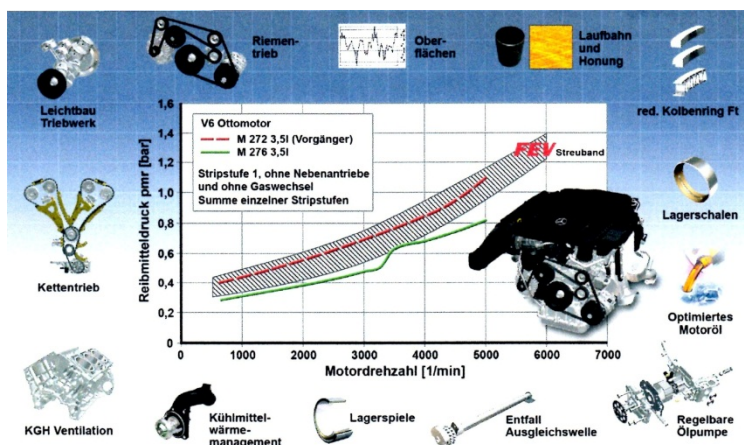 Riemen-
trieb
Ober-
flächen
Laufbahn
und
Honung
Leichtbau
Triebwerk
red. Kolbenring Ft
Reibmitteldruck pmr [bar]
1,6
1,4
1,2
1,0
0,8
0,6
0,4
0,2
0
V6 Ottomotor
M 272 3,5l (Vorgänger)
M 276 3,5l
Stripstufe 1, ohne Nebenantriebe
und ohne Gaswechsel
Summe einzelner Stripstufen
FEV Streuband
Lagerschalen
Kettentrieb
Optimiertes
Motoröl
0 1000 2000 3000 4000 5000 6000 7000
Motordrehzahl [1/min]
KGH Ventilation
Kühlmittel-
wärme-
management
Lagerspiele
Entfall
Ausgleichswelle
Regelbare
Ölpumpe